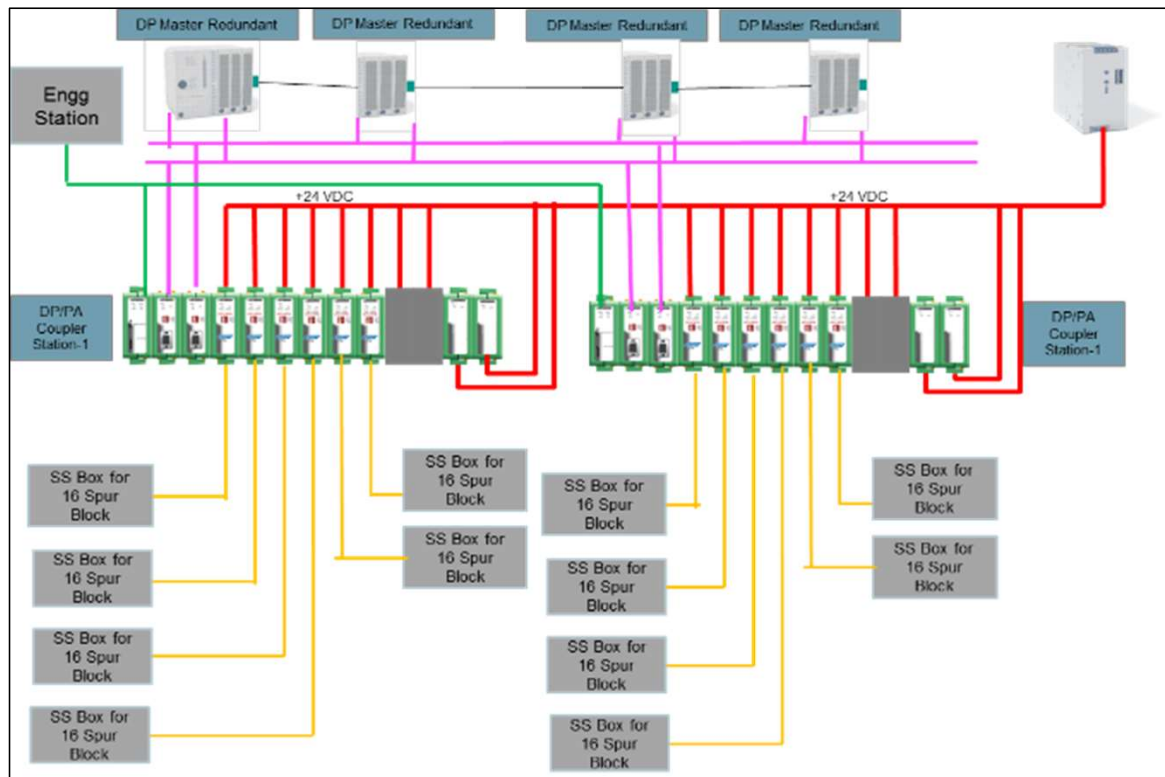 DP Master Redundant
DP Master Redundant
DP Master Redundant
DP Master Redundant
Engg
Station
+24 VDC
+24 VDC
DP/PA
Coupler
Station-1
DP/PA
Coupler
Station-1
SS Box for
16 Spur
Block
SS Box for
16 Spur
Block
SS Box for
16 Spur
Block
SS Box for
16 Spur
Block
SS Box for
16 Spur
Block
SS Box for
16 Spur
Block
SS Box for
16 Spur
Block
SS Box for
16 Spur
Block
SS Box for
16 Spur
Block
SS Box for
16 Spur
Block
SS Box for
16 Spur
Block
SS Box for
16 Spur
Block